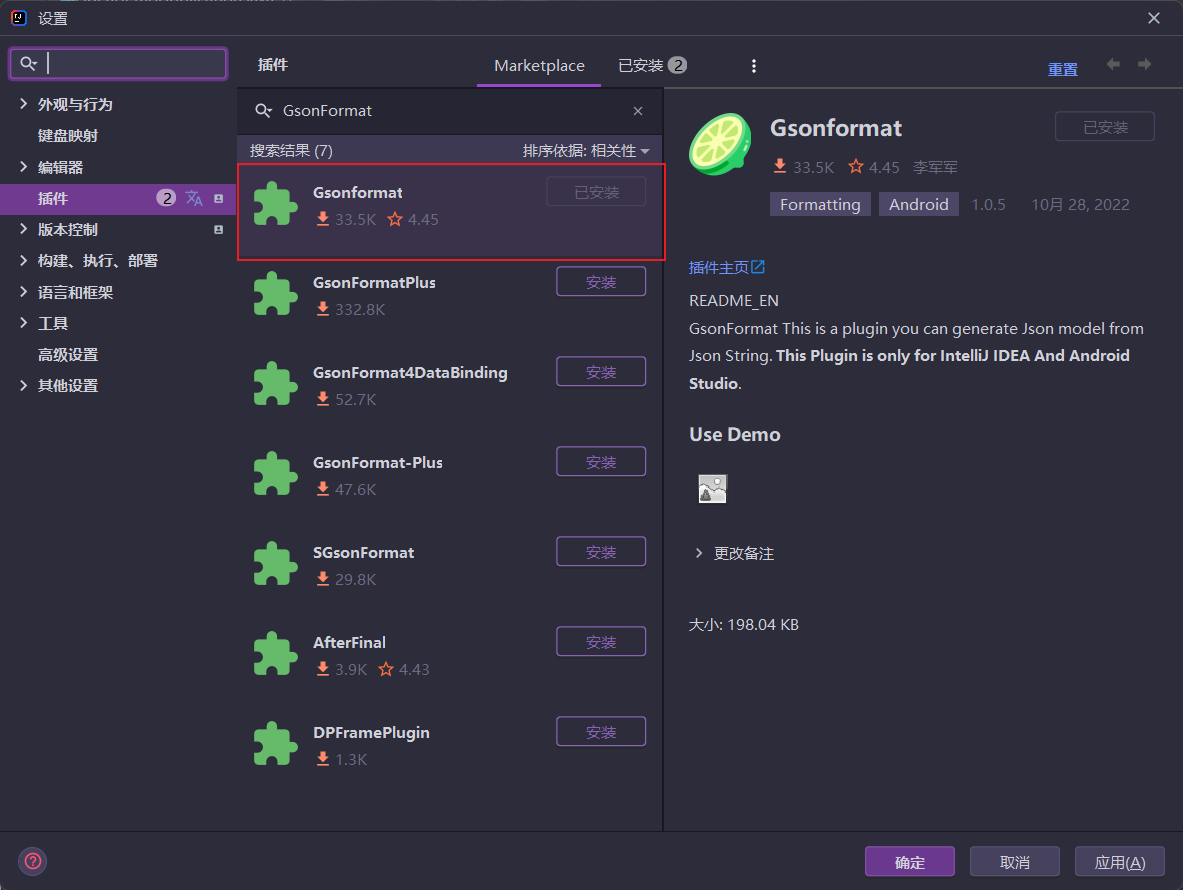 设置
外观与行为
键盘映射
编辑器
插件 2
版本控制
构建、执行、部署
语言和框架
工具
高级设置
其他设置
插件 Marketplace 已安装 2 重置
GsonFormat
搜索结果 (7) 排序依据: 相关性
Gsonformat 已安装
33.5K 4.45
GsonFormatPlus 安装
332.8K
GsonFormat4DataBinding 安装
52.7K
GsonFormat-Plus 安装
47.6K
SGsonFormat 安装
29.8K
AfterFinal 安装
3.9K 4.43
DPFramePlugin 安装
1.3K
Gsonformat 已安装
33.5K 4.45 李军军
Formatting Android 1.0.5 10月 28, 2022
插件主页
README_EN
GsonFormat This is a plugin you can generate Json model from
Json String. This Plugin is only for IntelliJ IDEA And Android
Studio.
Use Demo
更改备注
大小: 198.04 KB
确定 取消 应用(A)